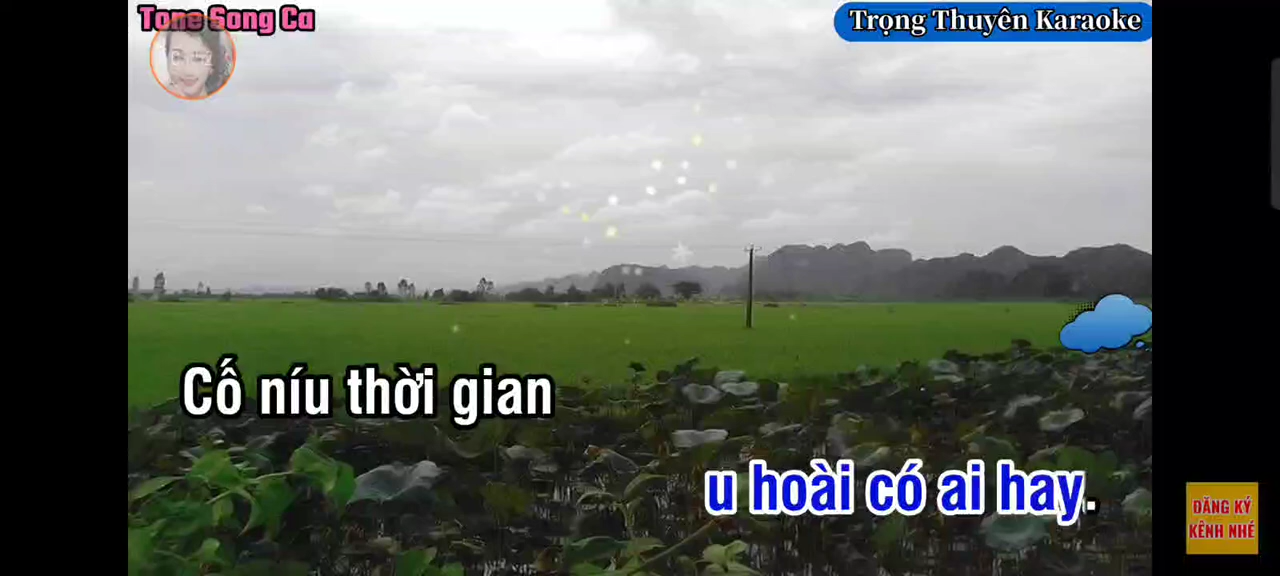 Tone Song Ca
Trọng Thuyên Karaoke
Cố níu thời gian
u hoài có ai hay.
ĐĂNG KÝ
KÊNH NHÉ